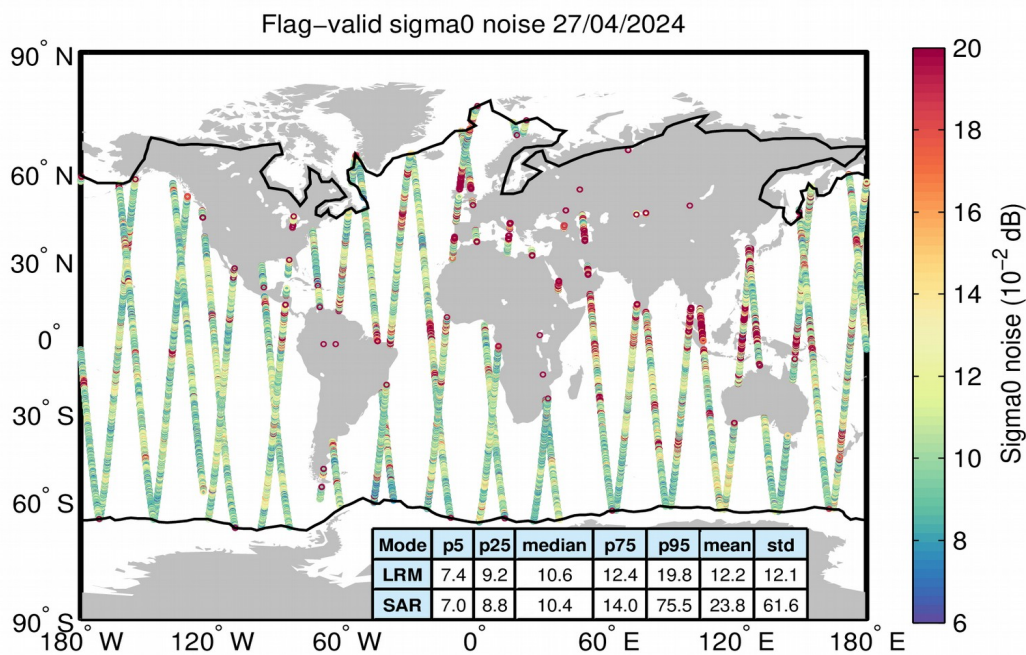 Flag−valid sigma0 noise 27/04/2024
90° N
60° N
30° N
0°
30° S
60° S
90° S
180° W
120° W
60° W
0°
60° E
120° E
180° E
Mode p5 p25 median p75 p95 mean std
LRM 7.4 9.2 10.6 12.4 19.8 12.2 12.1
SAR 7.0 8.8 10.4 14.0 75.5 23.8 61.6
20
18
16
14
12
10
8
6
Sigma0 noise (10⁻² dB)